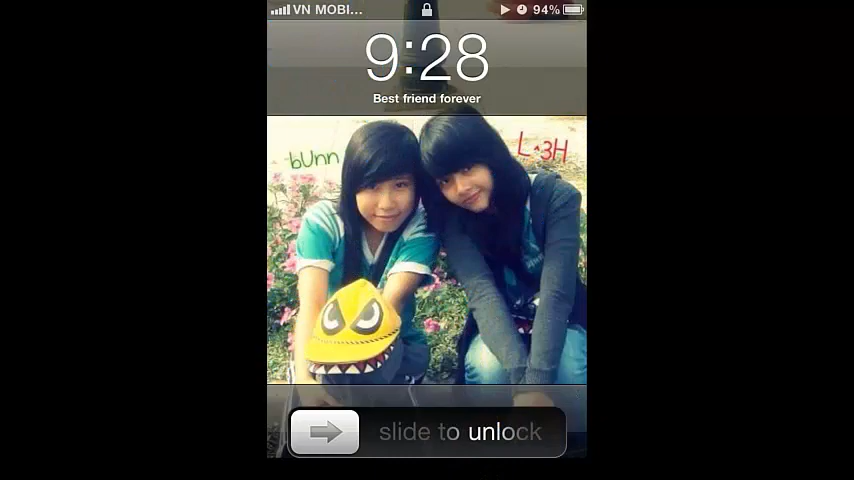 VN MOBI... 94%
9:28
Best friend forever
bUnn
L^3H
slide to unlock